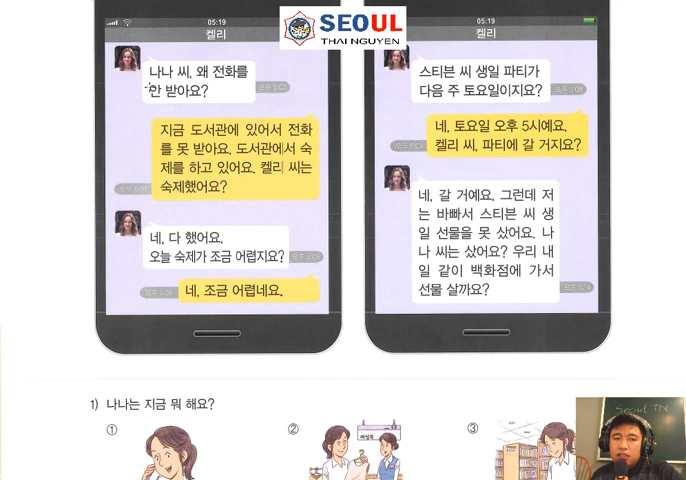 SEOUL
THAI NGUYEN
05:19
켈리
나나 씨, 왜 전화를
안 받아요?
지금 도서관에 있어서 전화
를 못 받아요. 도서관에서 숙
제를 하고 있어요. 켈리 씨는
숙제했어요?
네, 다 했어요.
오늘 숙제가 조금 어렵지요?
네, 조금 어렵네요.
05:19
켈리
스티븐 씨 생일 파티가
다음 주 토요일이지요?
네, 토요일 오후 5시예요.
켈리 씨, 파티에 갈 거지요?
네, 갈 거예요. 그런데 저
는 바빠서 스티븐 씨 생
일 선물을 못 샀어요. 나
나 씨는 샀어요? 우리 내
일 같이 백화점에 가서
선물 살까요?
1) 나나는 지금 뭐 해요?
①
②
③
Seoul TN